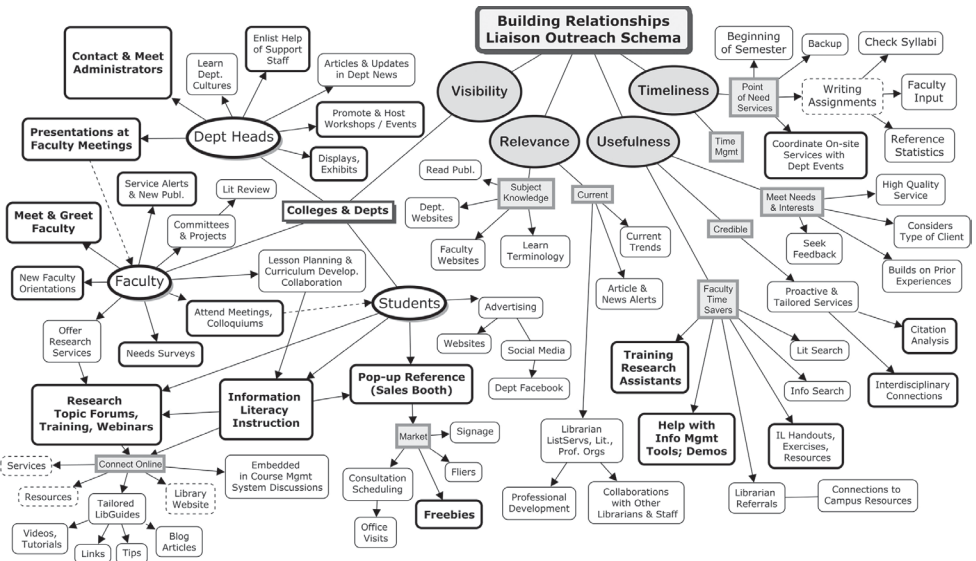 Building Relationships
Liaison Outreach Schema
Contact & Meet
Administrators
Learn
Dept.
Cultures
Enlist Help
of Support
Staff
Articles & Updates
in Dept News
Visibility
Timeliness
Beginning
of Semester
Backup
Check Syllabi
Point
of Need
Services
Writing
Assignments
Faculty
Input
Presentations at
Faculty Meetings
Dept Heads
Promote & Host
Workshops / Events
Displays,
Exhibits
Relevance
Usefulness
Time
Mgmt
Coordinate On-site
Services with
Dept Events
Reference
Statistics
Service Alerts
& New Publ.
Lit Review
Read Publ.
Subject
Knowledge
Current
Meet Needs
& Interests
High Quality
Service
Meet & Greet
Faculty
Committees
& Projects
Colleges & Depts
Dept.
Websites
Faculty
Websites
Learn
Terminology
Current
Trends
Credible
Seek
Feedback
Considers
Type of Client
New Faculty
Orientations
Faculty
Lesson Planning &
Curriculum Develop.
Collaboration
Builds on Prior
Experiences
Attend Meetings,
Colloquiums
Students
Advertising
Article &
News Alerts
Faculty
Time
Savers
Proactive &
Tailored Services
Offer
Research
Services
Needs Surveys
Websites
Social Media
Dept Facebook
Training
Research
Assistants
Lit Search
Citation
Analysis
Research
Topic Forums,
Training, Webinars
Information
Literacy
Instruction
Pop-up Reference
(Sales Booth)
Info Search
Interdisciplinary
Connections
Market
Signage
Librarian
ListServs, Lit.,
Prof. Orgs
Help with
Info Mgmt
Tools; Demos
IL Handouts,
Exercises,
Resources
Services
Connect Online
Embedded
in Course Mgmt
System Discussions
Consultation
Scheduling
Fliers
Resources
Tailored
LibGuides
Library
Website
Freebies
Professional
Development
Collaborations
with Other
Librarians & Staff
Librarian
Referrals
Connections to
Campus Resources
Videos,
Tutorials
Links
Tips
Blog
Articles
Office
Visits